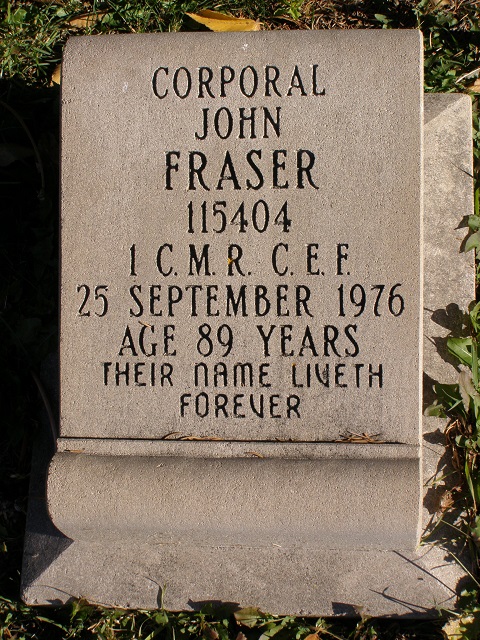 CORPORAL
JOHN
FRASER
115404
1 C.M.R. C.E.F.
25 SEPTEMBER 1976
AGE 89 YEARS
THEIR NAME LIVETH
FOREVER